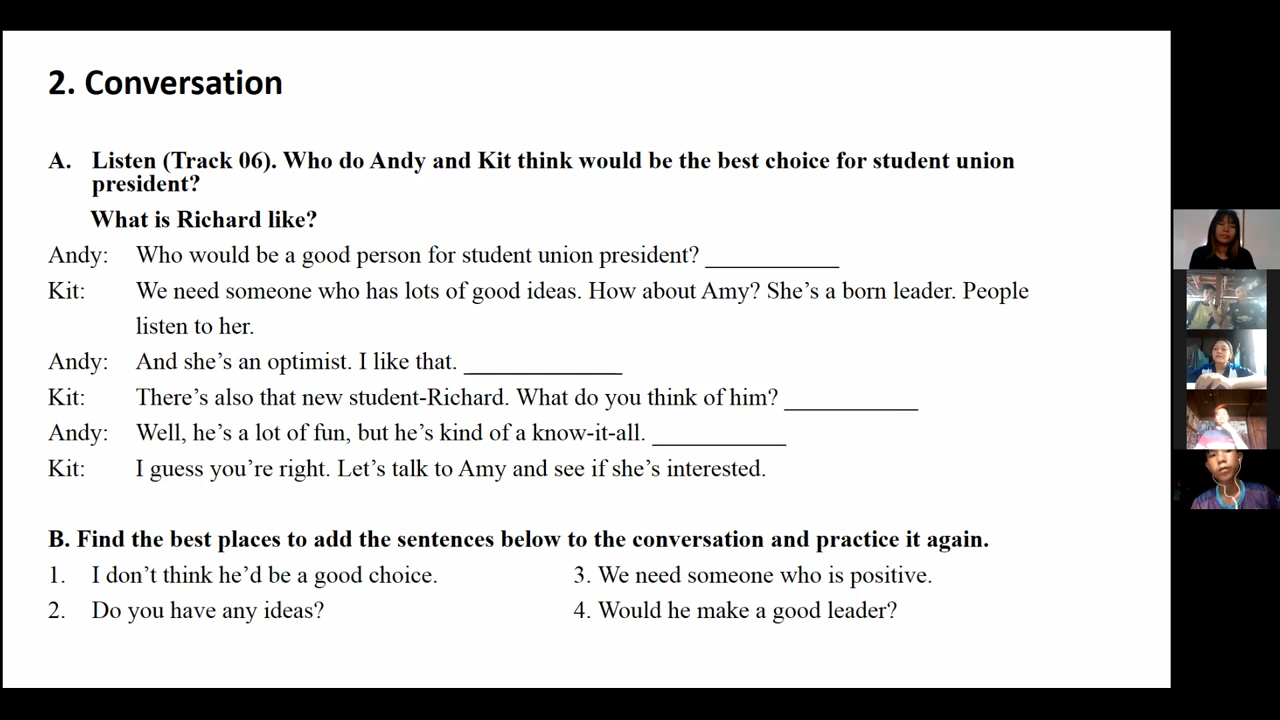 2. Conversation
A. Listen (Track 06). Who do Andy and Kit think would be the best choice for student union
president?
What is Richard like?
Andy: Who would be a good person for student union president? ___________
Kit: We need someone who has lots of good ideas. How about Amy? She’s a born leader. People
listen to her.
Andy: And she’s an optimist. I like that. _____________
Kit: There’s also that new student-Richard. What do you think of him? ___________
Andy: Well, he’s a lot of fun, but he’s kind of a know-it-all. ___________
Kit: I guess you’re right. Let’s talk to Amy and see if she’s interested.
B. Find the best places to add the sentences below to the conversation and practice it again.
1. I don’t think he’d be a good choice. 3. We need someone who is positive.
2. Do you have any ideas? 4. Would he make a good leader?